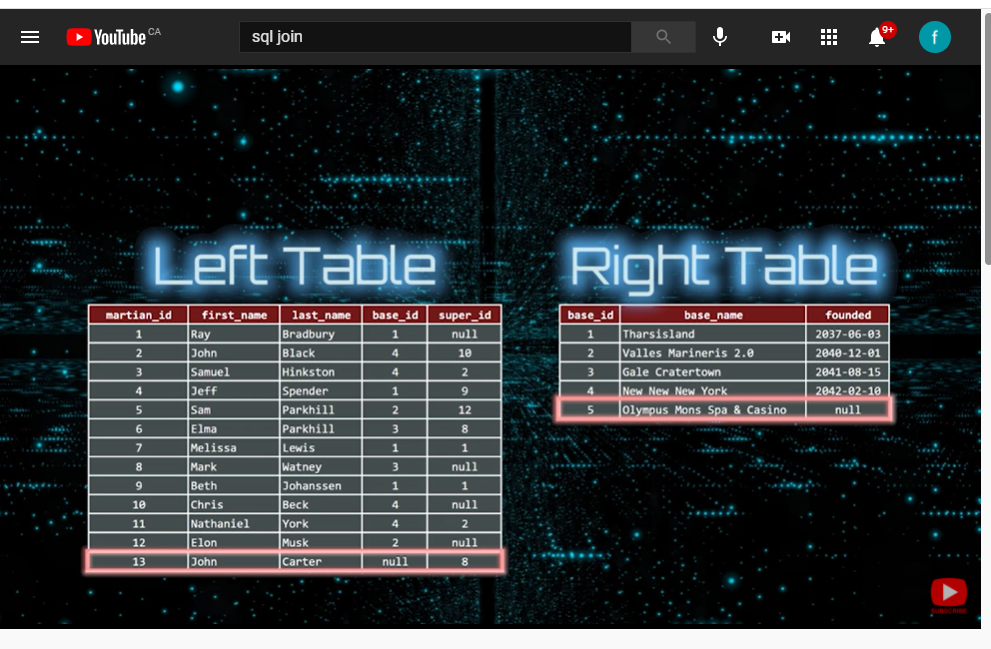 YouTube CA
sql join
9+
f
Left Table
martian_id first_name last_name base_id super_id
1 Ray Bradbury 1 null
2 John Black 4 10
3 Samuel Hinkston 4 2
4 Jeff Spender 1 9
5 Sam Parkhill 2 12
6 Elma Parkhill 3 8
7 Melissa Lewis 1 1
8 Mark Watney 3 null
9 Beth Johanssen 1 1
10 Chris Beck 4 null
11 Nathaniel York 4 2
12 Elon Musk 2 null
13 John Carter null 8
Right Table
base_id base_name founded
1 Tharsisland 2037-06-03
2 Valles Marineris 2.0 2040-12-01
3 Gale Cratertown 2041-08-15
4 New New New York 2042-02-10
5 Olympus Mons Spa & Casino null
SUBSCRIBE